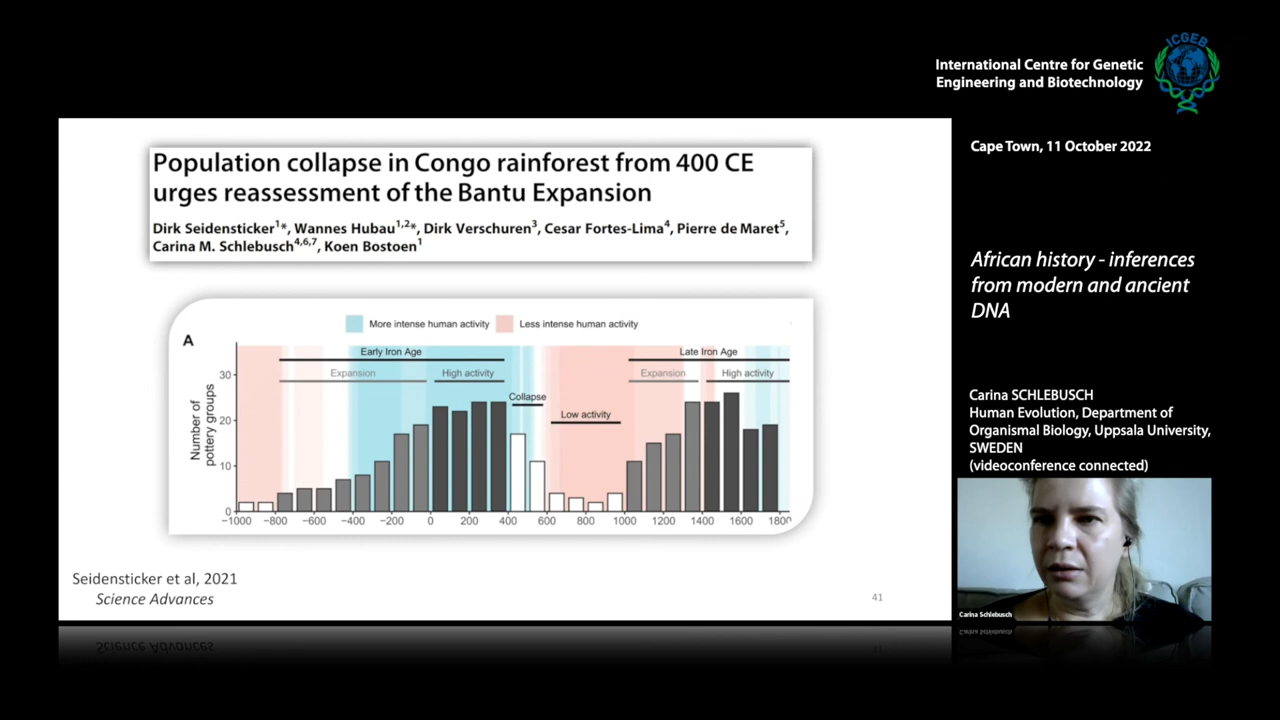 ICGEB
International Centre for Genetic
Engineering and Biotechnology
Cape Town, 11 October 2022
African history - inferences
from modern and ancient
DNA
Carina SCHLEBUSCH
Human Evolution, Department of
Organismal Biology, Uppsala University,
SWEDEN
(videoconference connected)
Carina Schlebusch
Population collapse in Congo rainforest from 400 CE
urges reassessment of the Bantu Expansion
Dirk Seidensticker1*, Wannes Hubau1,2*, Dirk Verschuren3, Cesar Fortes-Lima4, Pierre de Maret5,
Carina M. Schlebusch4,6,7, Koen Bostoen1
More intense human activity Less intense human activity
A
Early Iron Age Late Iron Age
Expansion High activity Expansion High activity
Collapse
Low activity
Number of
pottery groups
30
20
10
0
−1000 −800 −600 −400 −200 0 200 400 600 800 1000 1200 1400 1600 1800
Seidensticker et al, 2021
Science Advances
41